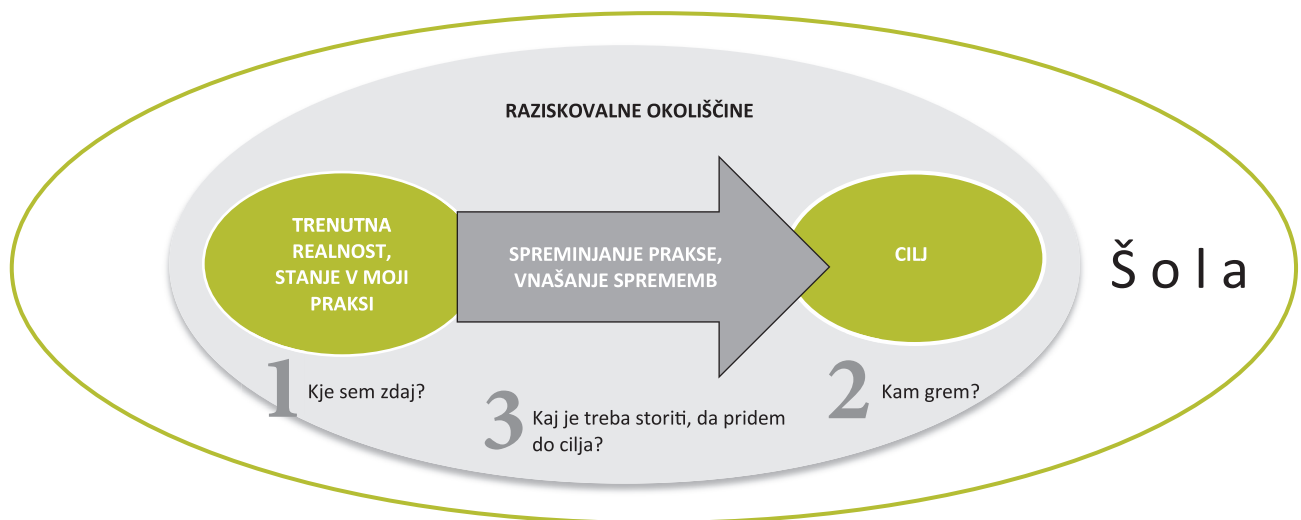 RAZISKOVALNE OKOLIŠČINE
TRENUTNA
REALNOST,
STANJE V MOJI
PRAKSI
SPREMINJANJE PRAKSE,
VNAŠANJE SPREMEMB
CILJ
Šola
1 Kje sem zdaj?
3 Kaj je treba storiti, da pridem
do cilja?
2 Kam grem?